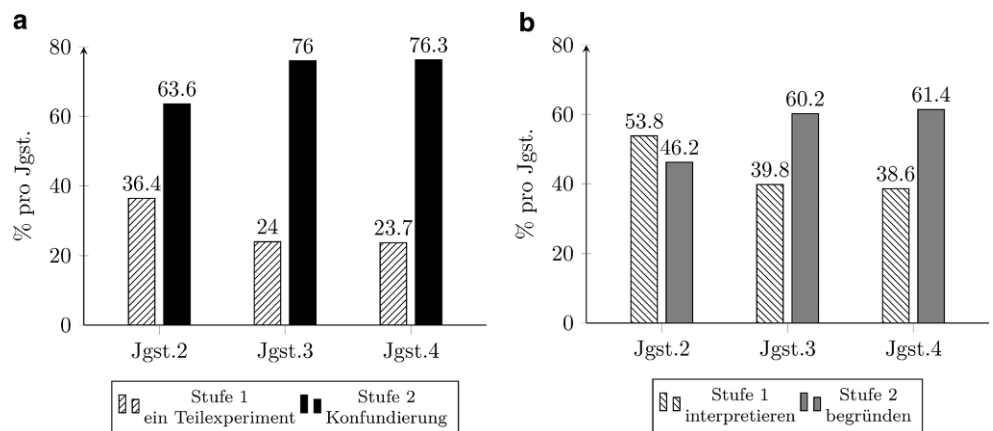 a
% pro Jgst.
80
60
40
20
0
36.4
63.6
24
76
23.7
76.3
Jgst.2 Jgst.3 Jgst.4
Stufe 1 Stufe 2
ein Teilexperiment Konfundierung
b
% pro Jgst.
80
60
40
20
0
53.8
46.2
39.8
60.2
38.6
61.4
Jgst.2 Jgst.3 Jgst.4
Stufe 1 Stufe 2
interpretieren begründen